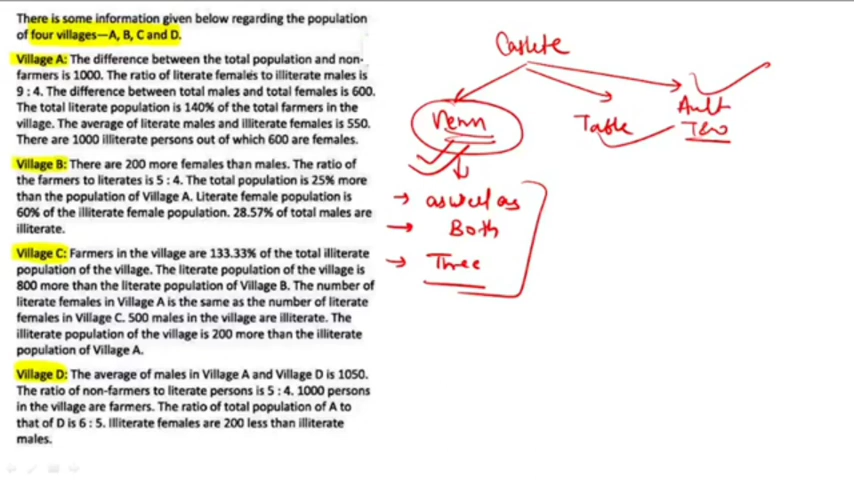 There is some information given below regarding the population
of four villages—A, B, C and D.
Village A: The difference between the total population and non-
farmers is 1000. The ratio of literate females to illiterate males is
9 : 4. The difference between total males and total females is 600.
The total literate population is 140% of the total farmers in the
village. The average of literate males and illiterate females is 550.
There are 1000 illiterate persons out of which 600 are females.
Village B: There are 200 more females than males. The ratio of
the farmers to literates is 5 : 4. The total population is 25% more
than the population of Village A. Literate female population is
60% of the illiterate female population. 28.57% of total males are
illiterate.
Village C: Farmers in the village are 133.33% of the total illiterate
population of the village. The literate population of the village is
800 more than the literate population of Village B. The number of
literate females in Village A is the same as the number of literate
females in Village C. 500 males in the village are illiterate. The
illiterate population of the village is 200 more than the illiterate
population of Village A.
Village D: The average of males in Village A and Village D is 1050.
The ratio of non-farmers to literate persons is 5 : 4. 1000 persons
in the village are farmers. The ratio of total population of A to
that of D is 6 : 5. Illiterate females are 200 less than illiterate
males.
Caslete
Venn
Table
as well as
Both
Three